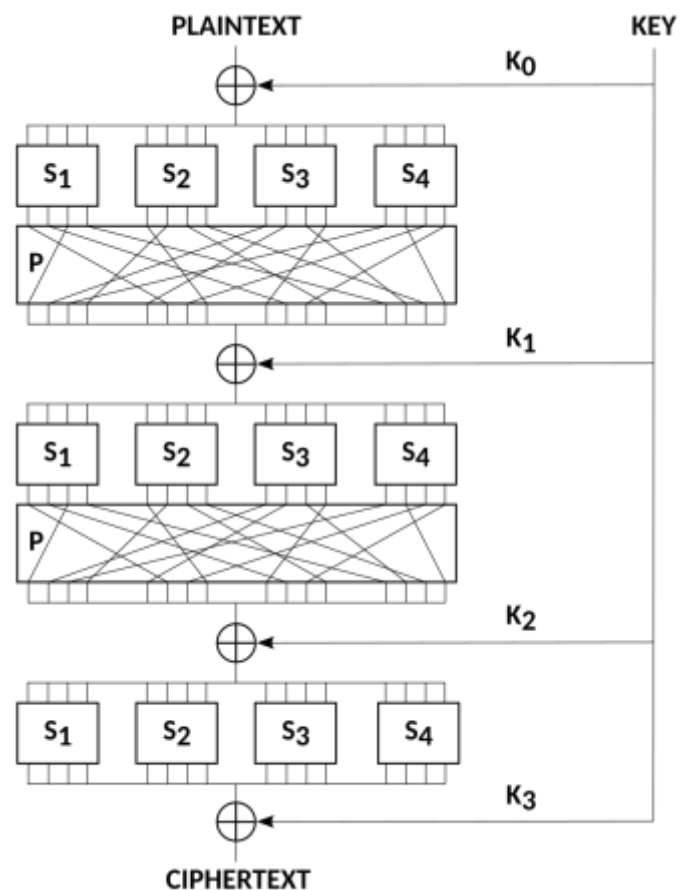 PLAINTEXT KEY
K0
S1 S2 S3 S4
P
K1
S1 S2 S3 S4
P
K2
S1 S2 S3 S4
K3
CIPHERTEXT